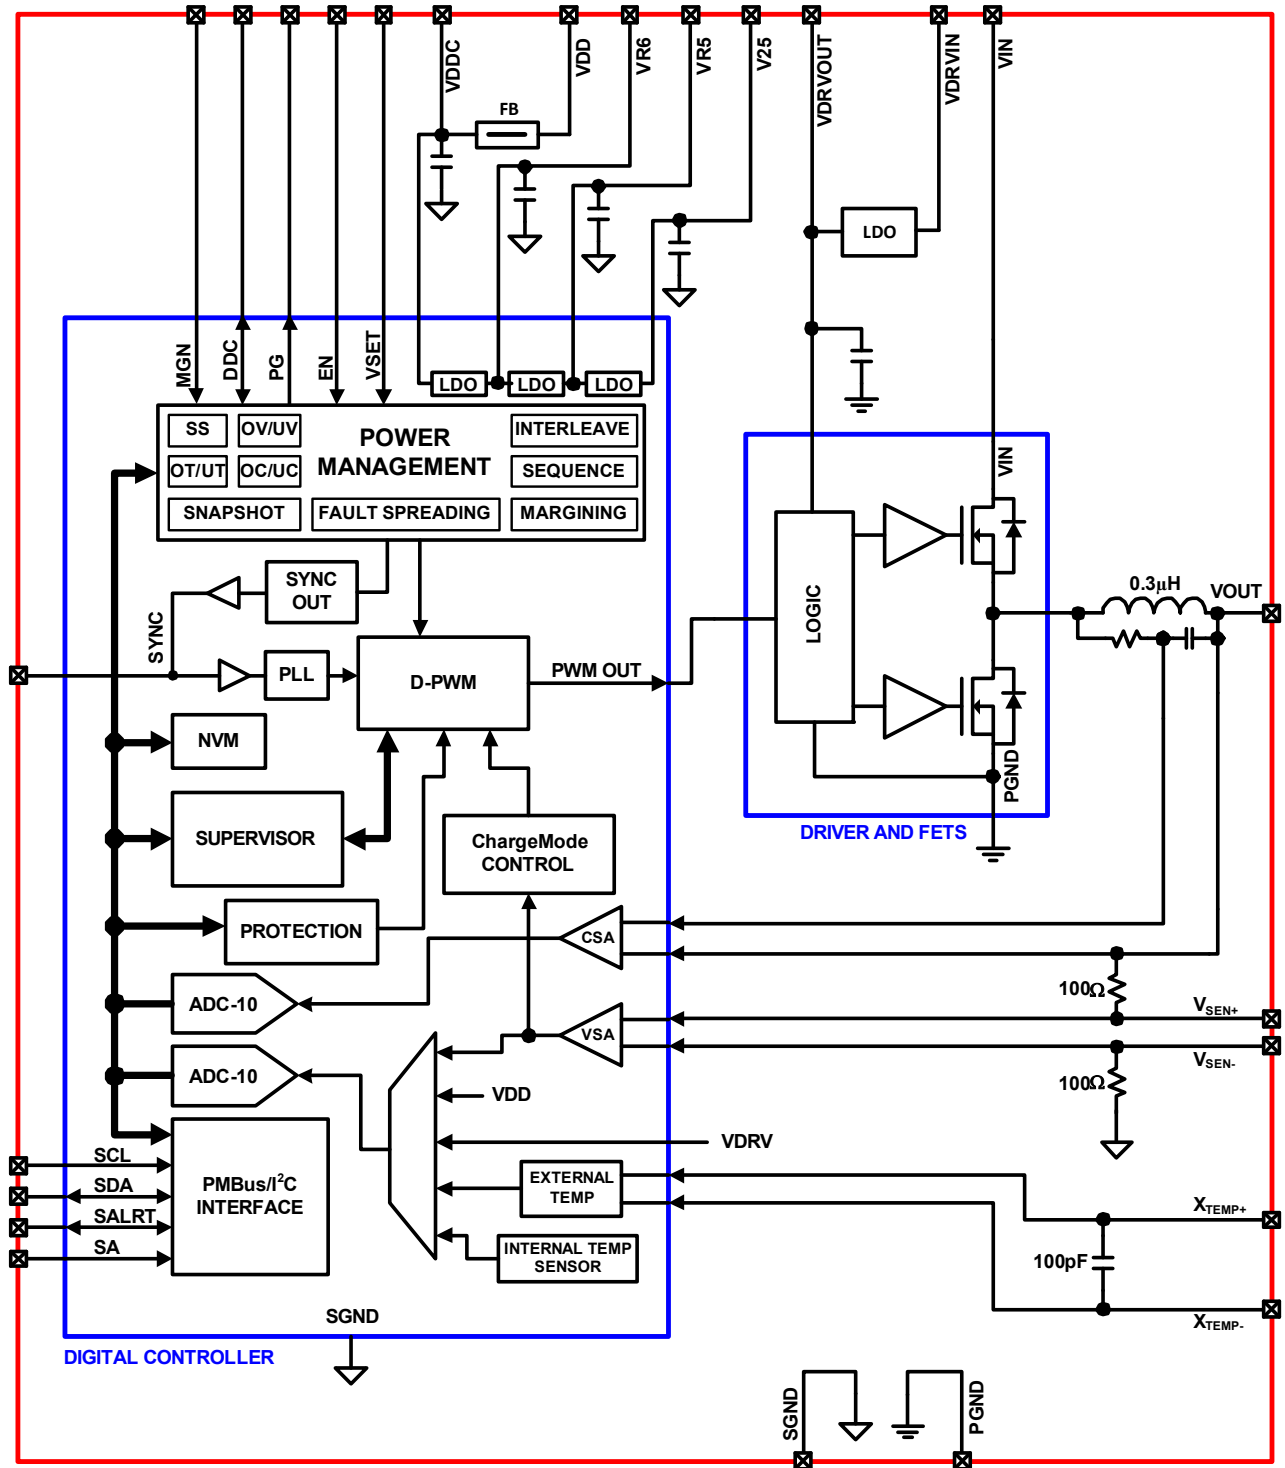 VDDC
VDD
VR6
VR5
V25
VDRVOUT
VDRVIN
VIN
FB
LDO
MGN
DDC
PG
EN
VSET
LDO
LDO
LDO
SS
OV/UV
POWER
MANAGEMENT
INTERLEAVE
OT/UT
OC/UC
SEQUENCE
SNAPSHOT
FAULT SPREADING
MARGINING
VIN
SYNC
SYNC
OUT
LOGIC
0.3µH
VOUT
PLL
D-PWM
PWM OUT
NVM
PGND
SUPERVISOR
ChargeMode
CONTROL
DRIVER AND FETS
PROTECTION
CSA
ADC-10
100Ω
VSEN+
VSA
VSEN-
ADC-10
100Ω
VDD
VDRV
SCL
SDA
SALRT
SA
PMBus/I²C
INTERFACE
EXTERNAL
TEMP
XTEMP+
INTERNAL TEMP
SENSOR
100pF
XTEMP-
SGND
DIGITAL CONTROLLER
SGND
PGND